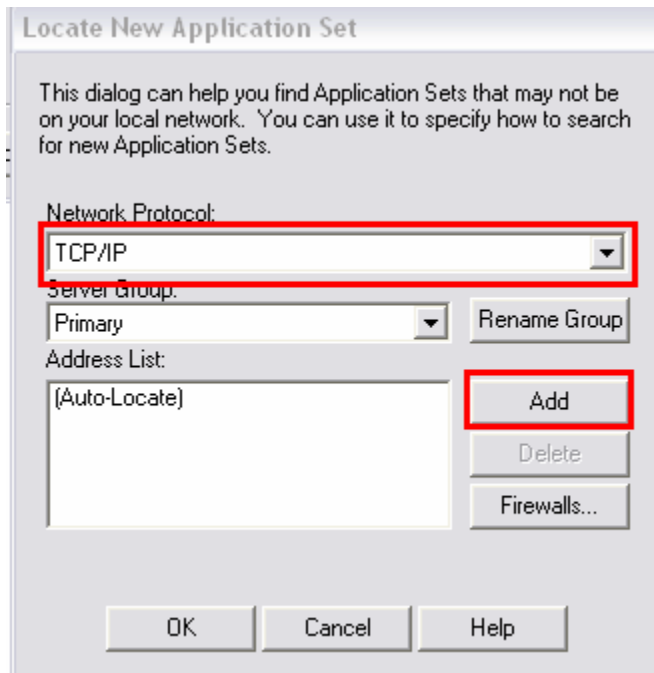 Locate New Application Set
This dialog can help you find Application Sets that may not be
on your local network. You can use it to specify how to search
for new Application Sets.
Network Protocol:
TCP/IP
Server Group:
Primary
Rename Group
Address List:
(Auto-Locate)
Add
Delete
Firewalls...
OK
Cancel
Help